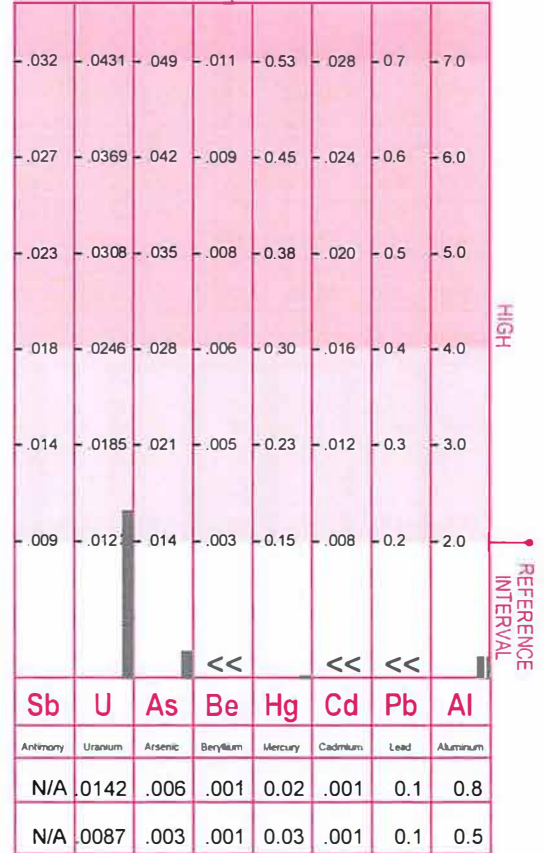 .032 .0431 .049 .011 0.53 .028 0.7 7.0
.027 .0369 .042 .009 0.45 .024 0.6 6.0
.023 .0308 .035 .008 0.38 .020 0.5 5.0
.018 .0246 .028 .006 0.30 .016 0.4 4.0
.014 .0185 .021 .005 0.23 .012 0.3 3.0
.009 .012 .014 .003 0.15 .008 0.2 2.0
HIGH
REFERENCE
INTERVAL
<< << <<
Sb U As Be Hg Cd Pb Al
Antimony Uranium Arsenic Beryllium Mercury Cadmium Lead Aluminum
N/A .0142 .006 .001 0.02 .001 0.1 0.8
N/A .0087 .003 .001 0.03 .001 0.1 0.5